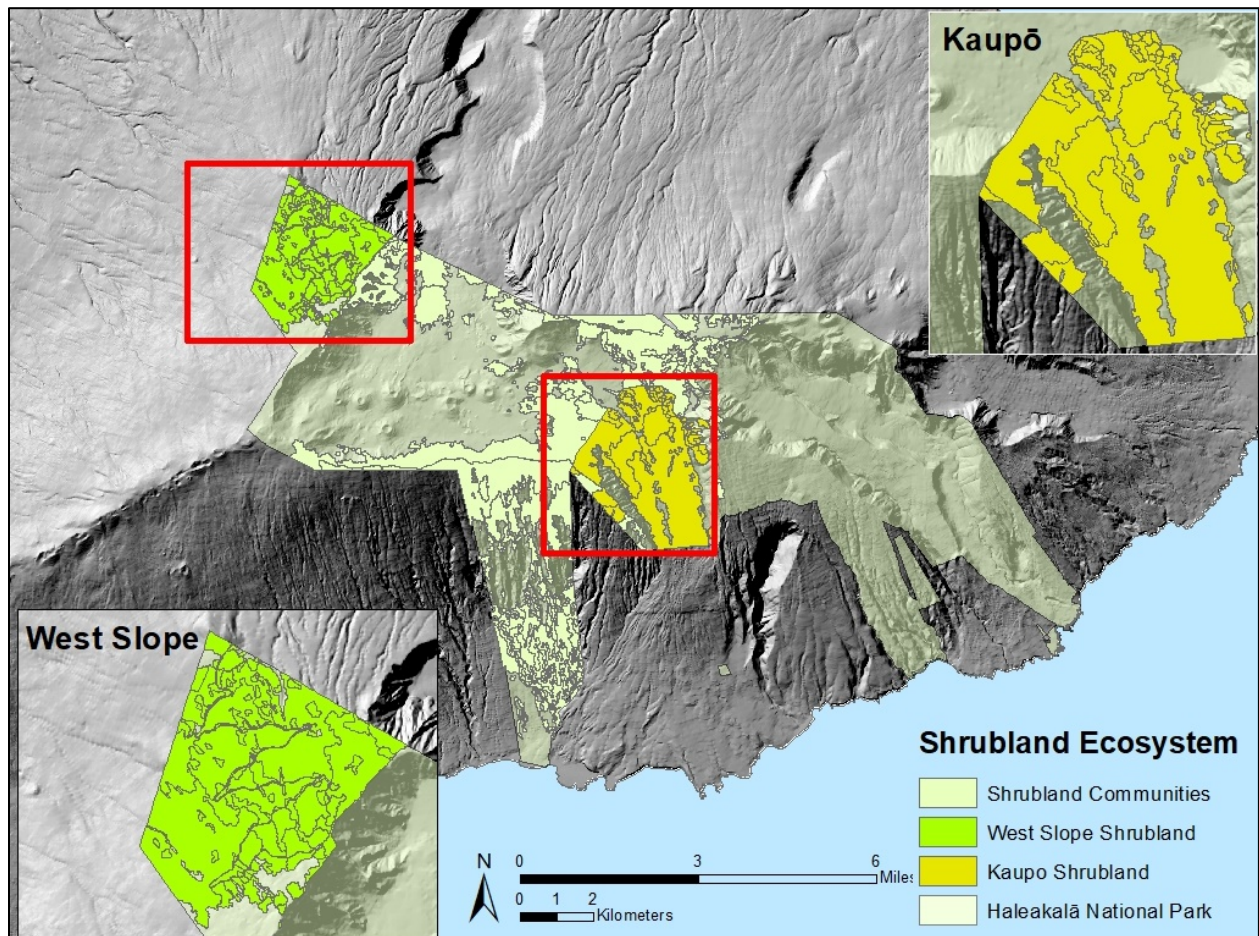 Kaupō
West Slope
Shrubland Ecosystem
Shrubland Communities
West Slope Shrubland
Kaupo Shrubland
Haleakalā National Park
N
0 3 6
Miles
0 1 2
Kilometers